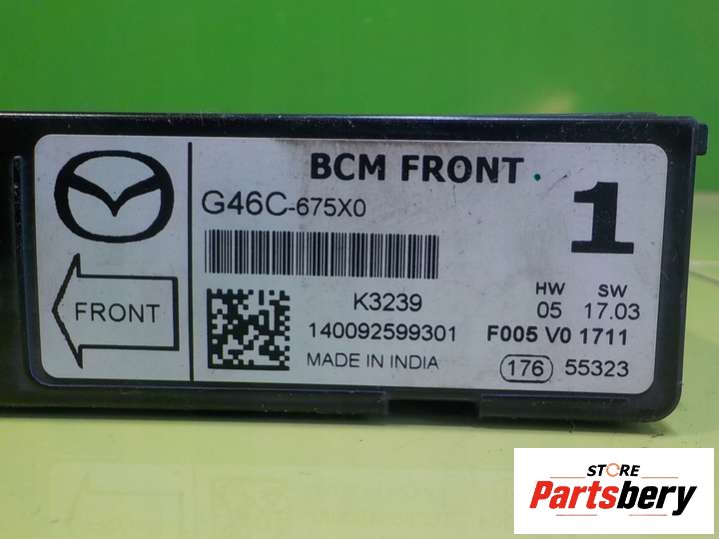 BCM FRONT
G46C-675X0
1
FRONT
K3239
140092599301
MADE IN INDIA
HW SW
05 17.03
F005 V0 1711
176 55323
STORE
Partsbery